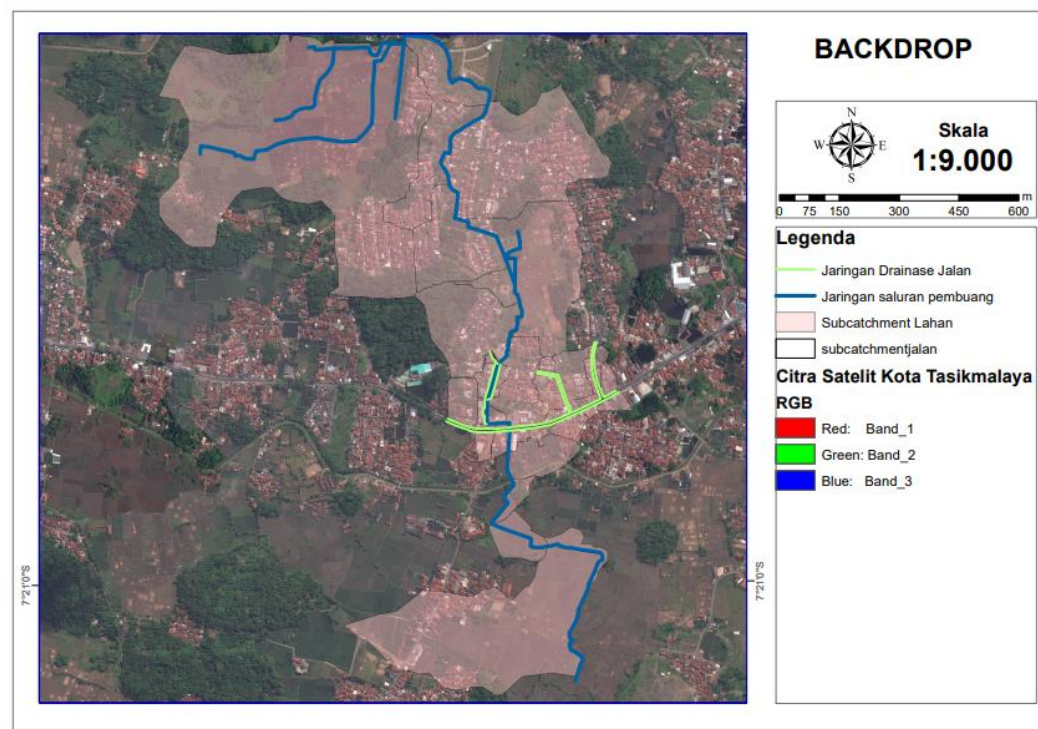 BACKDROP
N
W E
S
Skala
1:9.000
m
0 75 150 300 450 600
Legenda
Jaringan Drainase Jalan
Jaringan saluran pembuang
Subcatchment Lahan
subcatchmentjalan
Citra Satelit Kota Tasikmalaya
RGB
Red: Band_1
Green: Band_2
Blue: Band_3
7°21'0"S
7°21'0"S